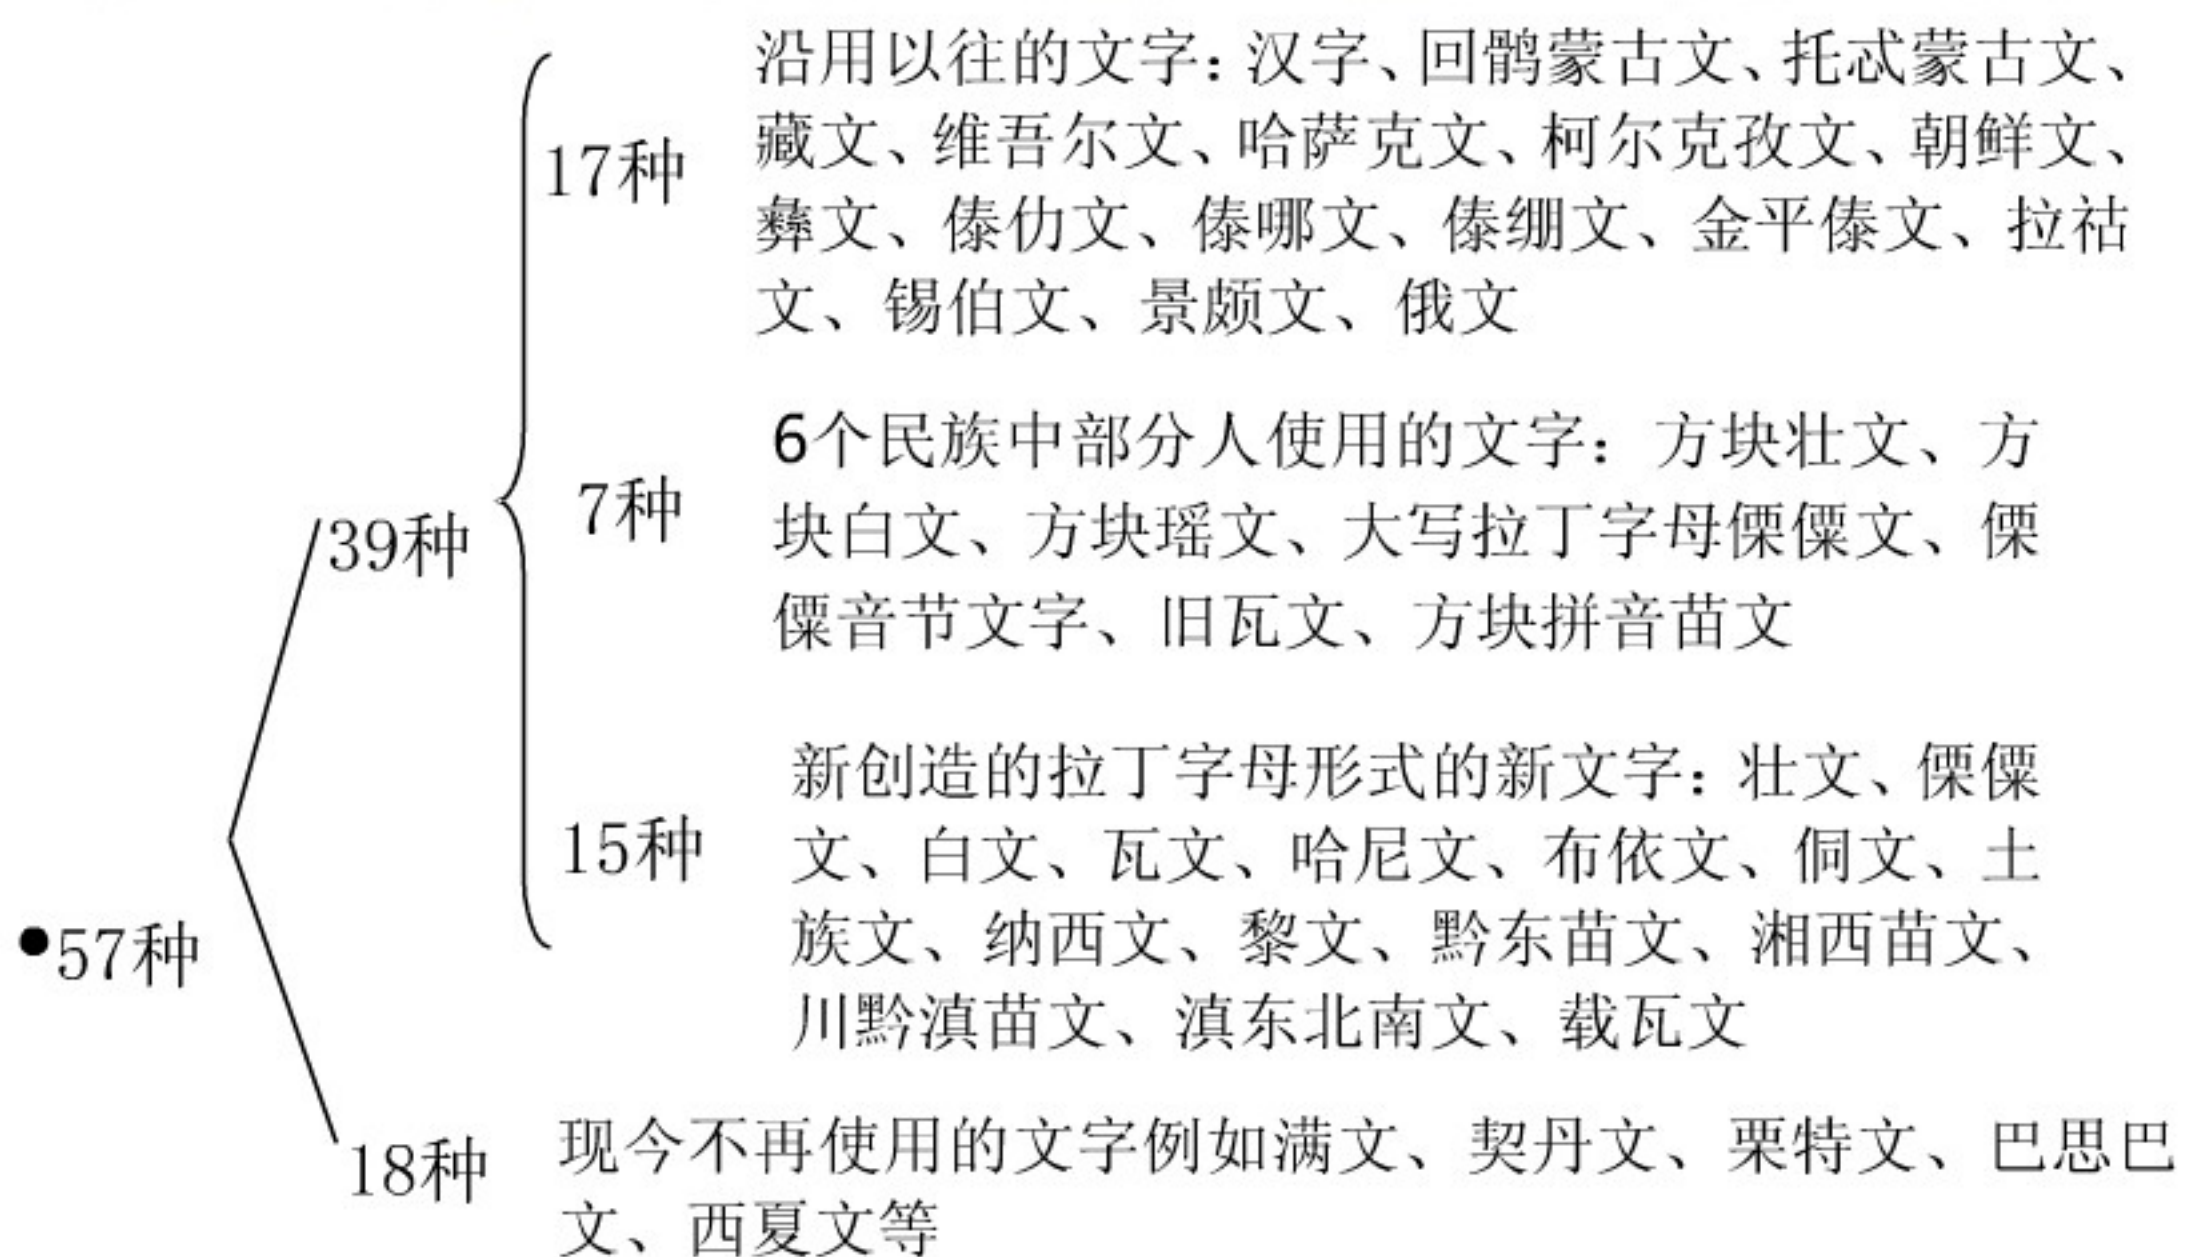 沿用以往的文字：汉字、回鹘蒙古文、托忒蒙古文、
17种
藏文、维吾尔文、哈萨克文、柯尔克孜文、朝鲜文、
彝文、傣仂文、傣哪文、傣绷文、金平傣文、拉祜
文、锡伯文、景颇文、俄文
6个民族中部分人使用的文字：方块壮文、方
7种
39种
块白文、方块瑶文、大写拉丁字母傈僳文、傈
僳音节文字、旧瓦文、方块拼音苗文
新创造的拉丁字母形式的新文字：壮文、傈僳
15种
文、白文、瓦文、哈尼文、布依文、侗文、土
族文、纳西文、黎文、黔东苗文、湘西苗文、
●57种
川黔滇苗文、滇东北南文、载瓦文
18种
现今不再使用的文字例如满文、契丹文、栗特文、巴思巴
文、西夏文等